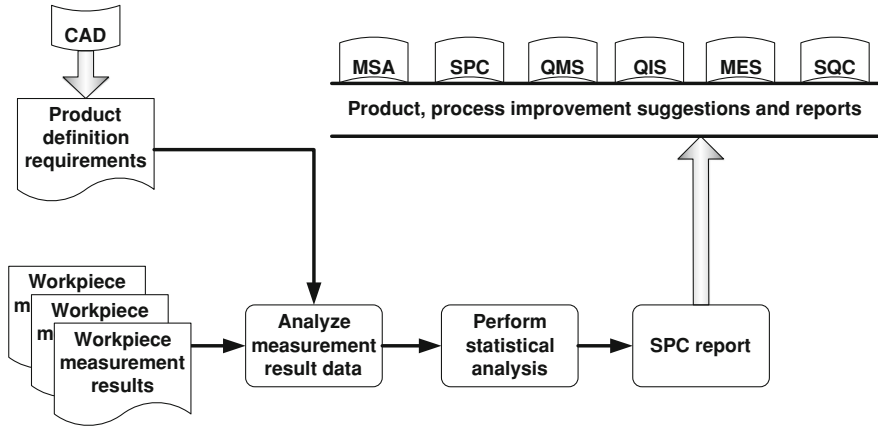 CAD
MSA SPC QMS QIS MES SQC
Product, process improvement suggestions and reports
Product
definition
requirements
Workpiece
m
Workpiece
m
Workpiece
measurement
results
Analyze
measurement
result data
Perform
statistical
analysis
SPC report